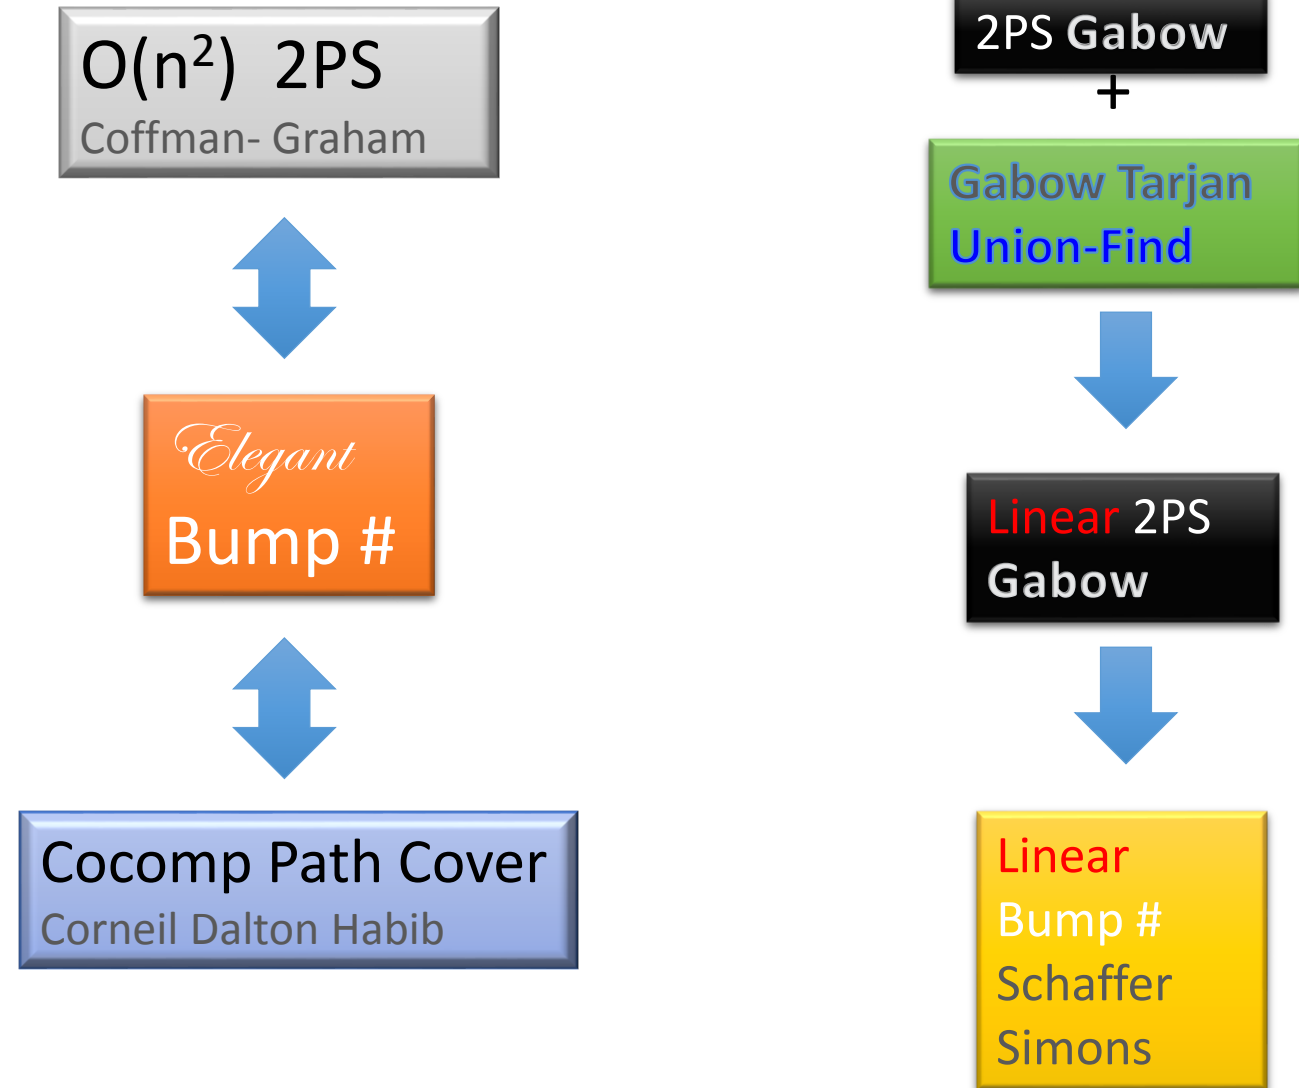 O(n²) 2PS
Coffman- Graham
Elegant
Bump #
Cocomp Path Cover
Corneil Dalton Habib
2PS Gabow
+
Gabow Tarjan
Union-Find
Linear 2PS
Gabow
Linear
Bump #
Schaffer
Simons